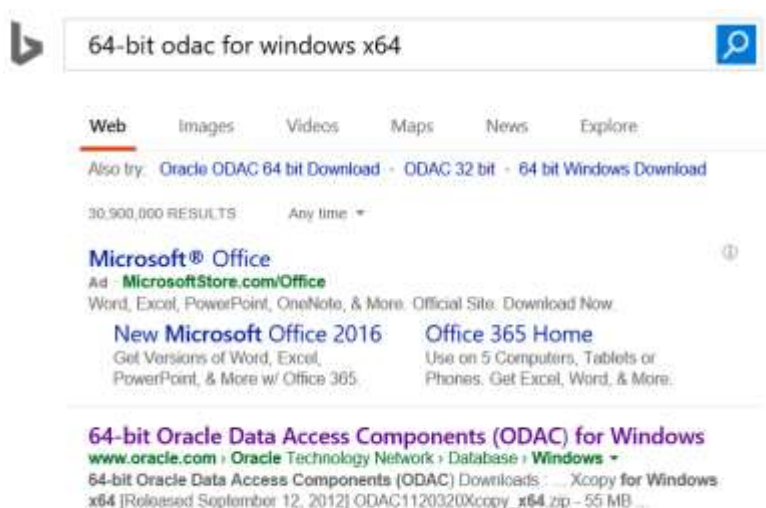 64-bit odac for windows x64
Web Images Videos Maps News Explore
Also try: Oracle ODAC 64 bit Download · ODAC 32 bit · 64 bit Windows Download
30,900,000 RESULTS Any time
Microsoft® Office
Ad · MicrosoftStore.com/Office
Word, Excel, PowerPoint, OneNote, & More. Official Site. Download Now.
New Microsoft Office 2016 Office 365 Home
Get Versions of Word, Excel, Use on 5 Computers, Tablets or
PowerPoint, & More w/ Office 365. Phones. Get Excel, Word, & More.
64-bit Oracle Data Access Components (ODAC) for Windows
www.oracle.com › Oracle Technology Network › Database › Windows
64-bit Oracle Data Access Components (ODAC) Downloads : ... Xcopy for Windows
x64 [Released September 12, 2012] ODAC1120320Xcopy_x64.zip - 55 MB ...